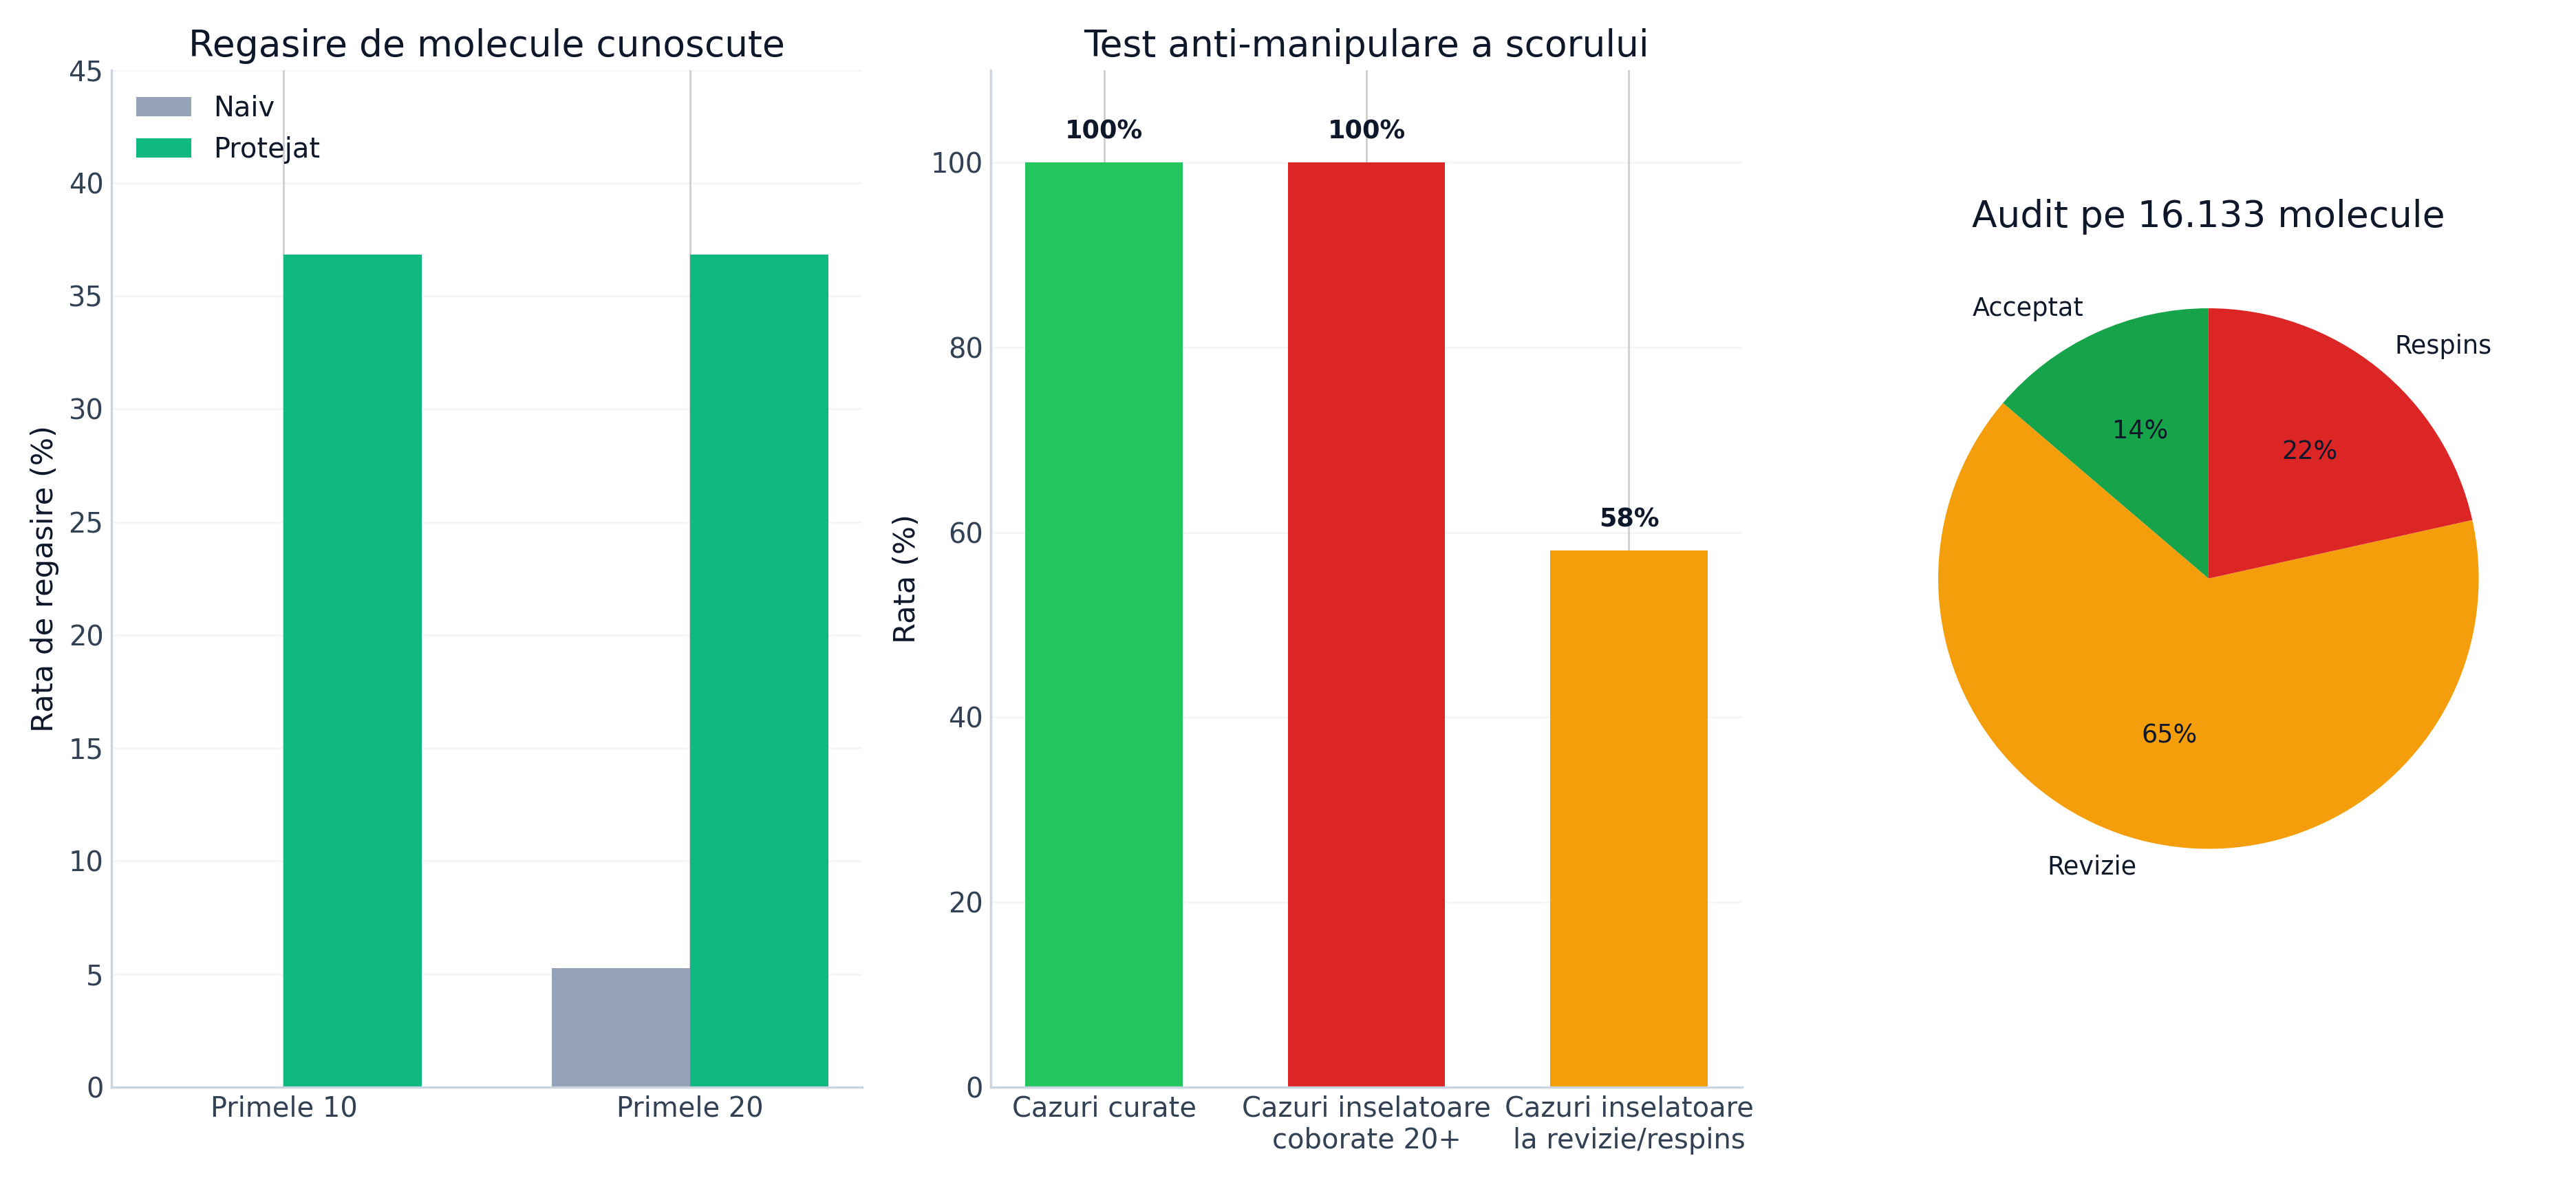 Regasire de molecule cunoscute
Naiv
Protejat
Rata de regasire (%)
45
40
35
30
25
20
15
10
5
0
Primele 10
Primele 20
Test anti-manipulare a scorului
Rata (%)
100
80
60
40
20
0
100%
100%
58%
Cazuri curate
Cazuri inselatoare
coborate 20+
Cazuri inselatoare
la revizie/respins
Audit pe 16.133 molecule
Acceptat
Respins
14%
22%
65%
Revizie